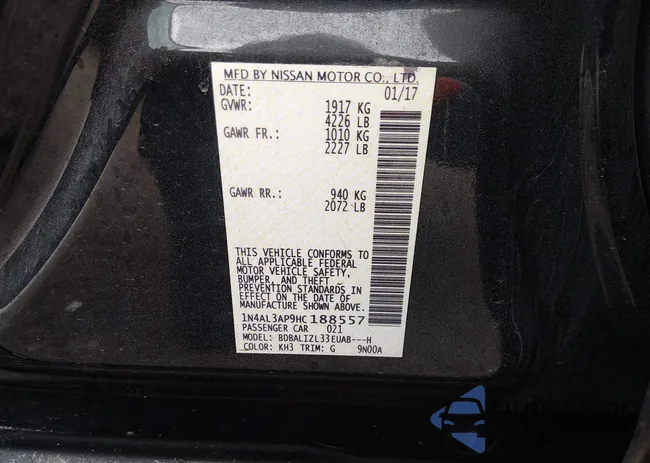 MFD BY NISSAN MOTOR CO., LTD.
DATE: 01/17
GVWR: 1917 KG
4226 LB
GAWR FR.: 1010 KG
2227 LB
GAWR RR.: 940 KG
2072 LB
THIS VEHICLE CONFORMS TO
ALL APPLICABLE FEDERAL
MOTOR VEHICLE SAFETY,
BUMPER, AND THEFT
PREVENTION STANDARDS IN
EFFECT ON THE DATE OF
MANUFACTURE SHOWN ABOVE.
1N4AL3AP9HC188557
PASSENGER CAR 021
MODEL: BDBALIZL33EUAB---H
COLOR: KH3 TRIM: G 9N00A